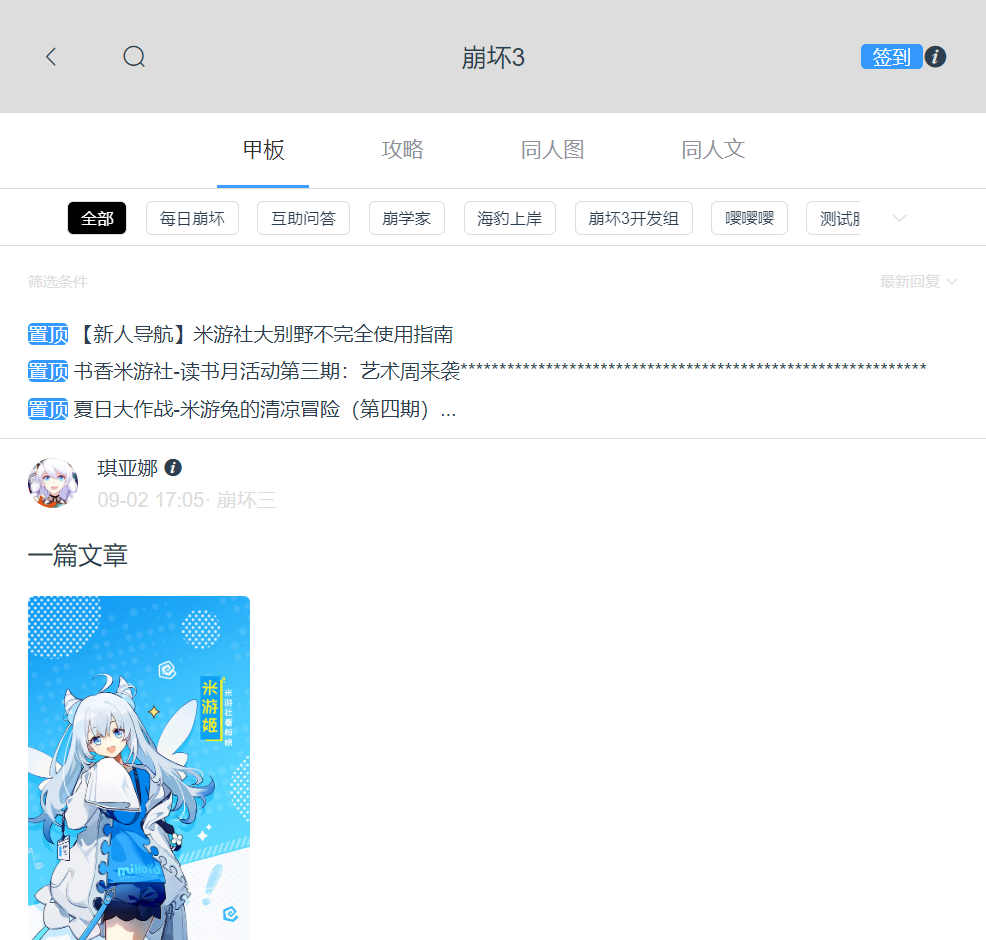 崩坏3
签到
甲板 攻略 同人图 同人文
全部 每日崩坏 互助问答 崩学家 海豹上岸 崩坏3开发组 嘤嘤嘤 测试
筛选条件 最新回复
置顶 【新人导航】米游社大别野不完全使用指南
置顶 书香米游社-读书月活动第三期：艺术周来袭*************************************************************
置顶 夏日大作战-米游兔的清凉冒险（第四期）...
琪亚娜
09-02 17:05· 崩坏三
一篇文章
米游姬
米游社看板娘
miHoYo